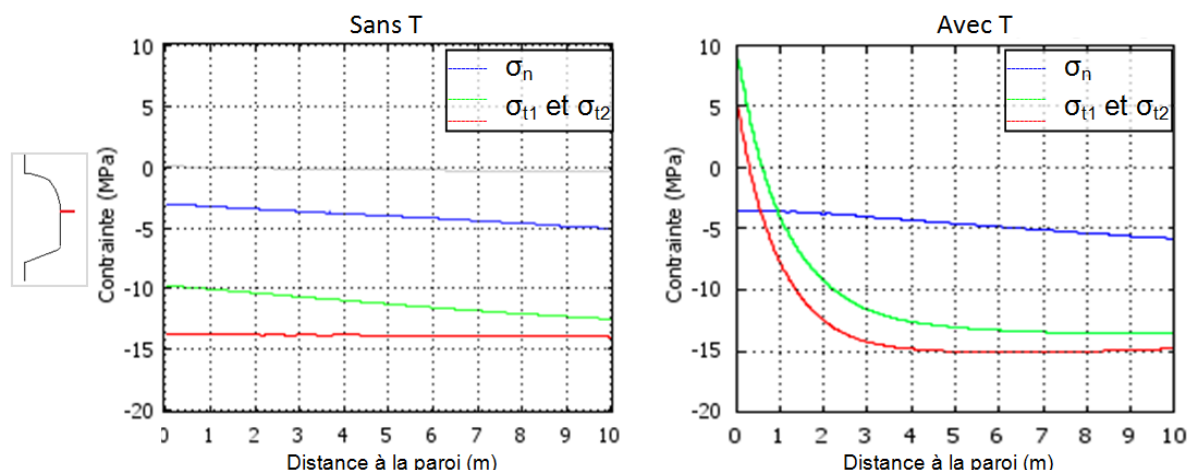 Sans T
10
5
0
-5
-10
-15
-20
Contrainte (MPa)
σn
σt1 et σt2
0 1 2 3 4 5 6 7 8 9 10
Distance à la paroi (m)
Avec T
10
5
0
-5
-10
-15
-20
Contrainte (MPa)
σn
σt1 et σt2
0 1 2 3 4 5 6 7 8 9 10
Distance à la paroi (m)